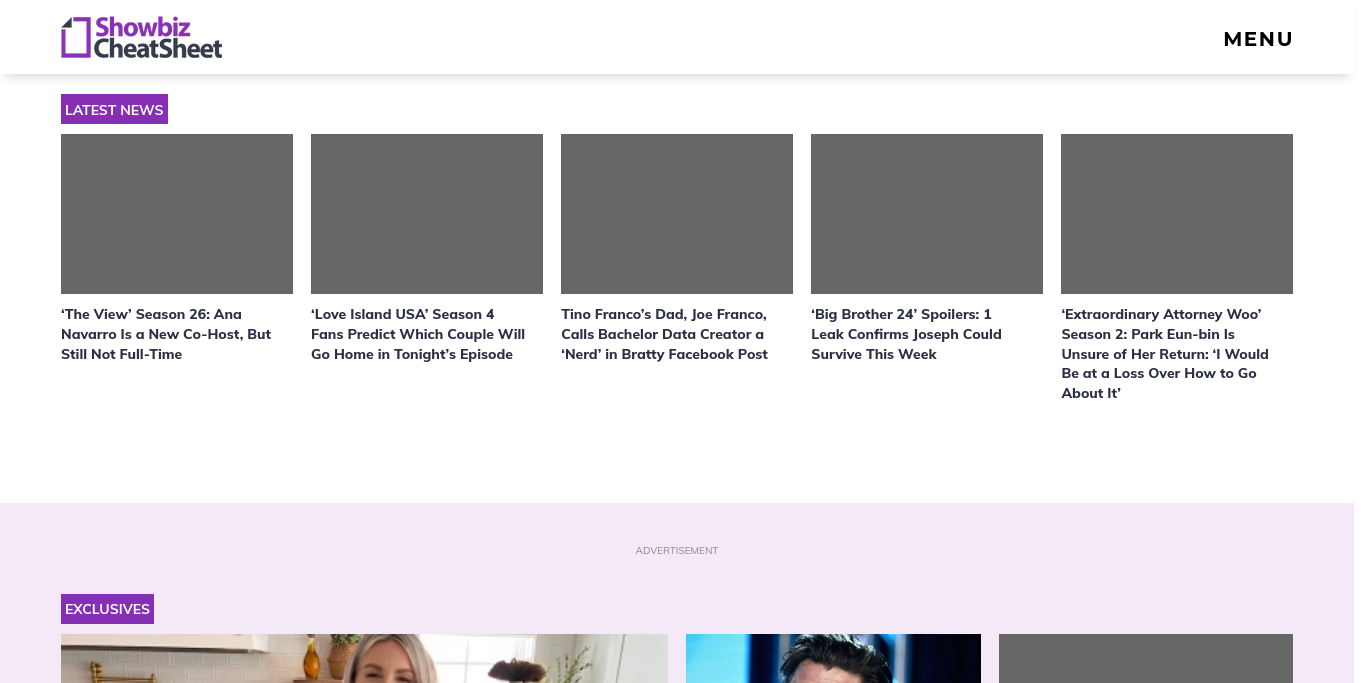 Showbiz
CheatSheet
MENU
LATEST NEWS
‘The View’ Season 26: Ana
Navarro Is a New Co-Host, But
Still Not Full-Time
‘Love Island USA’ Season 4
Fans Predict Which Couple Will
Go Home in Tonight’s Episode
Tino Franco’s Dad, Joe Franco,
Calls Bachelor Data Creator a
‘Nerd’ in Bratty Facebook Post
‘Big Brother 24’ Spoilers: 1
Leak Confirms Joseph Could
Survive This Week
‘Extraordinary Attorney Woo’
Season 2: Park Eun-bin Is
Unsure of Her Return: ‘I Would
Be at a Loss Over How to Go
About It’
ADVERTISEMENT
EXCLUSIVES